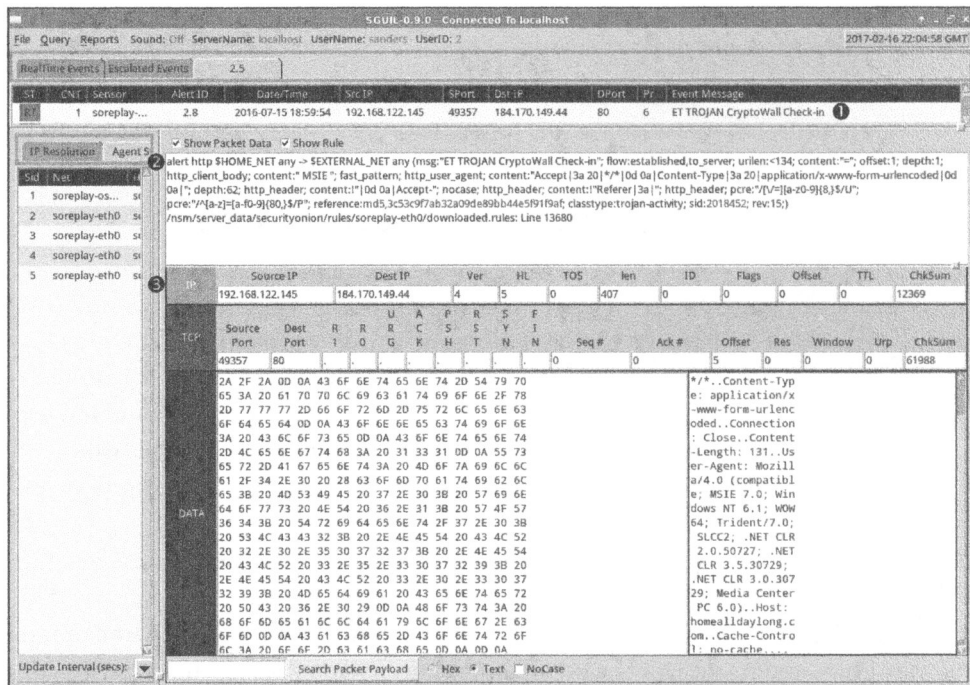 SGUIL-0.9.0 - Connected To localhost
File Query Reports Sound: Off ServerName: localhost UserName: sanders UserID: 2 2017-02-16 22:04:58 GMT
RealTime Events Escalated Events 2.5
ST CNT Sensor Alert ID Date/Time Src IP SPort Dst IP DPort Pr Event Message
RT 1 soreplay-... 2.8 2016-07-15 18:59:54 192.168.122.145 49357 184.170.149.44 80 6 ET TROJAN CryptoWall Check-in ❶
IP Resolution Agent S
Show Packet Data Show Rule
❷ alert http $HOME_NET any -> $EXTERNAL_NET any (msg:"ET TROJAN CryptoWall Check-in"; flow:established,to_server; urilen:<134; content:"="; offset:1; depth:1;
http_client_body; content:" MSIE "; fast_pattern; http_user_agent; content:"Accept|3a 20|*/*|0d 0a|Content-Type|3a 20|application/x-www-form-urlencoded|0d
0a|"; depth:62; http_header; content:!"|0d 0a|Accept-"; nocase; http_header; content:!"Referer|3a|"; http_header; pcre:"/[\/=][a-z0-9]{8,}$/U";
pcre:"/^[a-z]=[a-f0-9]{80,}$/P"; reference:md5,3c53c9f7ab32a09de89bb44e5f91f9af; classtype:trojan-activity; sid:2018452; rev:15;)
/nsm/server_data/securityonion/rules/soreplay-eth0/downloaded.rules: Line 13680
Sid Net
1 soreplay-os...
2 soreplay-eth0
3 soreplay-eth0
4 soreplay-eth0
5 soreplay-eth0
❸ IP
Source IP Dest IP Ver HL TOS len ID Flags Offset TTL ChkSum
192.168.122.145 184.170.149.44 4 5 0 407 0 0 0 0 12369
TCP
U A P R S F
Source Dest R R R C S S Y I
Port Port 1 0 G K H T N N Seq # Ack # Offset Res Window Urp ChkSum
49357 80 . . . . . . . . 0 0 5 0 0 0 61988
DATA
2A 2F 2A 0D 0A 43 6F 6E 74 65 6E 74 2D 54 79 70 */*..Content-Typ
65 3A 20 61 70 70 6C 69 63 61 74 69 6F 6E 2F 78 e: application/x
2D 77 77 77 2D 66 6F 72 6D 2D 75 72 6C 65 6E 63 -www-form-urlenc
6F 64 65 64 0D 0A 43 6F 6E 6E 65 63 74 69 6F 6E oded..Connection
3A 20 43 6C 6F 73 65 0D 0A 43 6F 6E 74 65 6E 74 : Close..Content
2D 4C 65 6E 67 74 68 3A 20 31 33 31 0D 0A 55 73 -Length: 131..Us
65 72 2D 41 67 65 6E 74 3A 20 4D 6F 7A 69 6C 6C er-Agent: Mozill
61 2F 34 2E 30 20 28 63 6F 6D 70 61 74 69 62 6C a/4.0 (compatibl
65 3B 20 4D 53 49 45 20 37 2E 30 3B 20 57 69 6E e; MSIE 7.0; Win
64 6F 77 73 20 4E 54 20 36 2E 31 3B 20 57 4F 57 dows NT 6.1; WOW
36 34 3B 20 54 72 69 64 65 6E 74 2F 37 2E 30 3B 64; Trident/7.0;
20 53 4C 43 43 32 3B 20 2E 4E 45 54 20 43 4C 52 SLCC2; .NET CLR
20 32 2E 30 2E 35 30 37 32 37 3B 20 2E 4E 45 54 2.0.50727; .NET
20 43 4C 52 20 33 2E 35 2E 33 30 37 32 39 3B 20 CLR 3.5.30729;
2E 4E 45 54 20 43 4C 52 20 33 2E 30 2E 33 30 37 .NET CLR 3.0.307
32 39 3B 20 4D 65 64 69 61 20 43 65 6E 74 65 72 29; Media Center
20 50 43 20 36 2E 30 29 0D 0A 48 6F 73 74 3A 20 PC 6.0)..Host:
68 6F 6D 65 61 6C 6C 64 61 79 6C 6F 6E 67 2E 63 homealldaylong.c
6F 6D 0D 0A 43 61 63 68 65 2D 43 6F 6E 74 72 6F om..Cache-Contro
6C 3A 20 6E 6F 2D 63 61 63 68 65 0D 0A 0D 0A l: no-cache....
Update Interval (secs): Search Packet Payload Hex Text NoCase